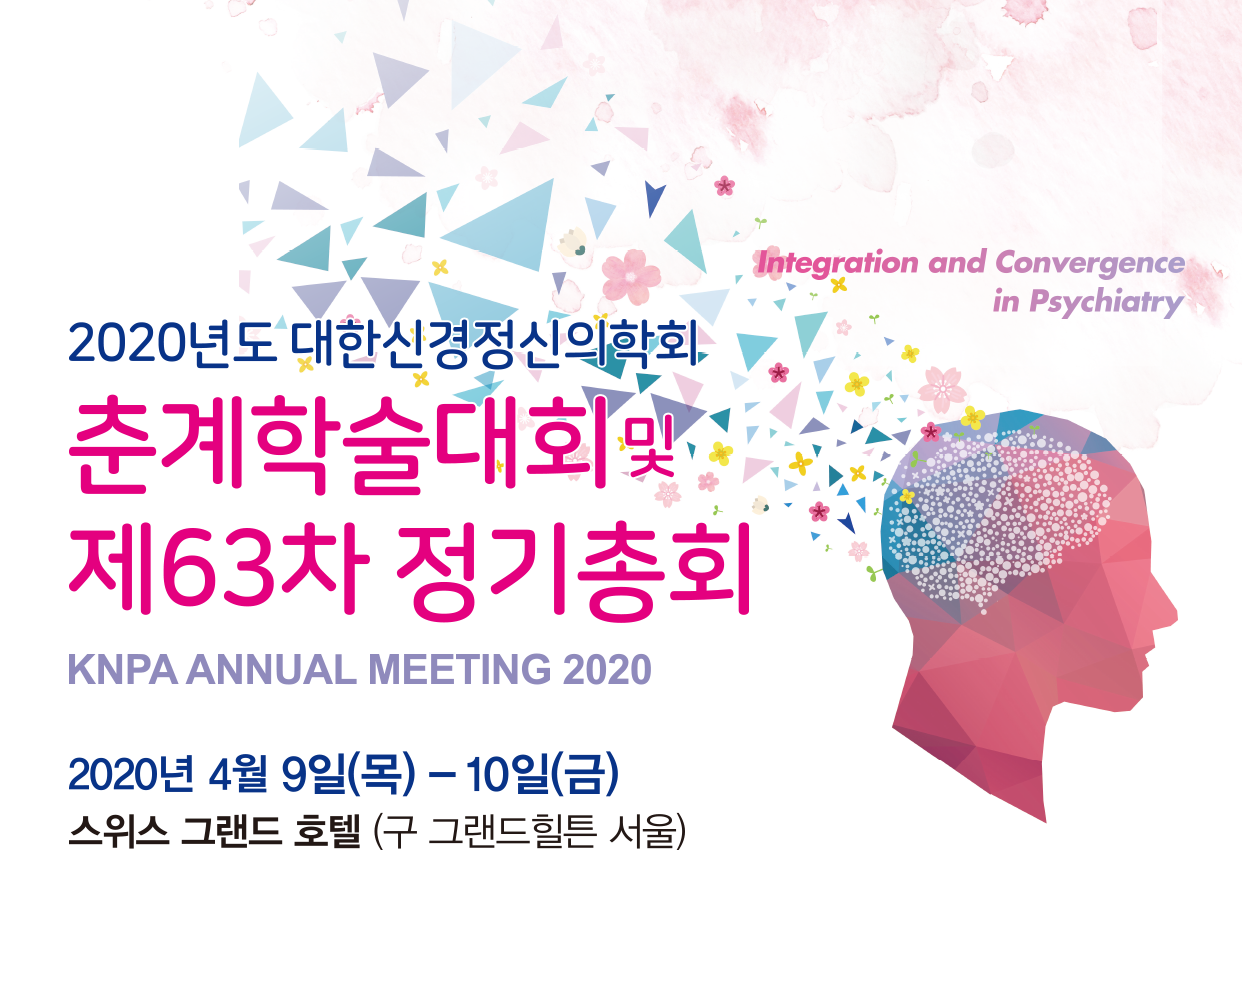 Integration and Convergence
in Psychiatry
2020년도 대한신경정신의학회
춘계학술대회 및
제63차 정기총회
KNPA ANNUAL MEETING 2020
2020년 4월 9일(목) – 10일(금)
스위스 그랜드 호텔 (구 그랜드힐튼 서울)